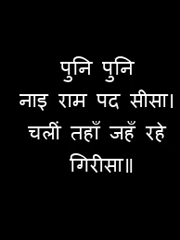 पुनि पुनि
नाइ राम पद सीसा।
चलीं तहाँ जहँ रहे
गिरीसा॥